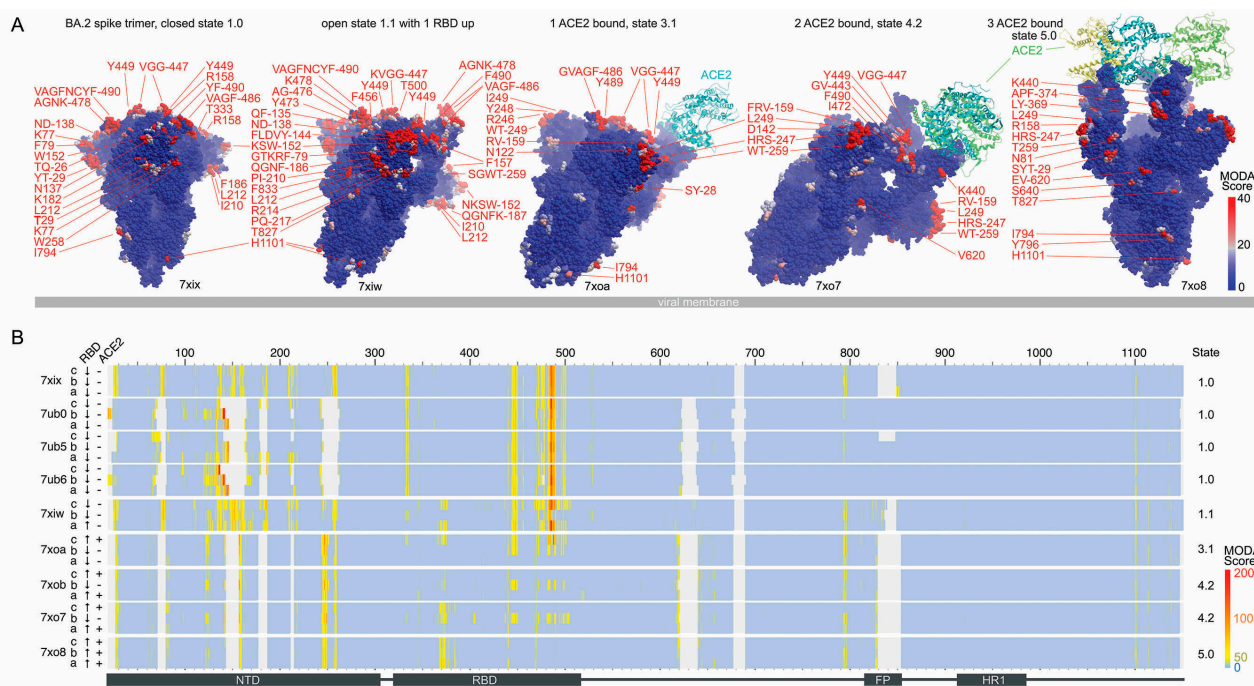 A
BA.2 spike trimer, closed state 1.0
open state 1.1 with 1 RBD up
1 ACE2 bound, state 3.1
2 ACE2 bound, state 4.2
3 ACE2 bound
state 5.0
ACE2
Y449
VGG-447
VAGFNCYF-490
AGNK-478
ND-138
K77
F79
W152
TQ-26
YT-29
N137
K182
L212
T29
K77
W258
I794
Y449
R158
YF-490
VAGF-486
T333
R158
F186
L212
I210
7xix
VAGFNCYF-490
K478
AG-476
Y473
QF-135
ND-138
FLDVY-144
KSW-152
GTKRF-79
QGNF-186
PI-210
F833
L212
R214
PQ-217
T827
H1101
KVGG-447
Y449
T500
F456
Y449
AGNK-478
F490
VAGF-486
F157
SGWT-259
NKSW-152
QGNFK-187
I210
L212
7xiw
GVAGF-486
Y489
VGG-447
Y449
ACE2
I249
Y248
R246
WT-249
RV-159
N122
SY-28
I794
H1101
7xoa
Y449
VGG-447
GV-443
F490
I472
FRV-159
L249
D142
HRS-247
WT-259
K440
RV-159
L249
HRS-247
WT-259
V620
7xo7
K440
APF-374
LY-369
L249
R158
HRS-247
T259
N81
SYT-29
EV-620
S640
T827
I794
Y796
H1101
7xo8
MODA
Score
40
20
0
viral membrane
B
RBD
ACE2
100 200 300 400 500 600 700 800 900 1000 1100
State
7xix
c ↓ -
b ↓ -
a ↓ -
1.0
7ub0
c ↓ -
b ↓ -
a ↓ -
1.0
7ub5
c ↓ -
b ↓ -
a ↓ -
1.0
7ub6
c ↓ -
b ↓ -
a ↓ -
1.0
7xiw
c ↓ -
b ↓ -
a ↑ -
1.1
7xoa
c ↑ +
b ↓ -
a ↓ -
3.1
7xob
c ↑ +
b ↓ -
a ↑ +
4.2
7xo7
c ↑ +
b ↓ -
a ↑ +
4.2
7xo8
c ↑ +
b ↑ +
a ↑ +
5.0
MODA
Score
200
100
50
0
NTD
RBD
FP
HR1